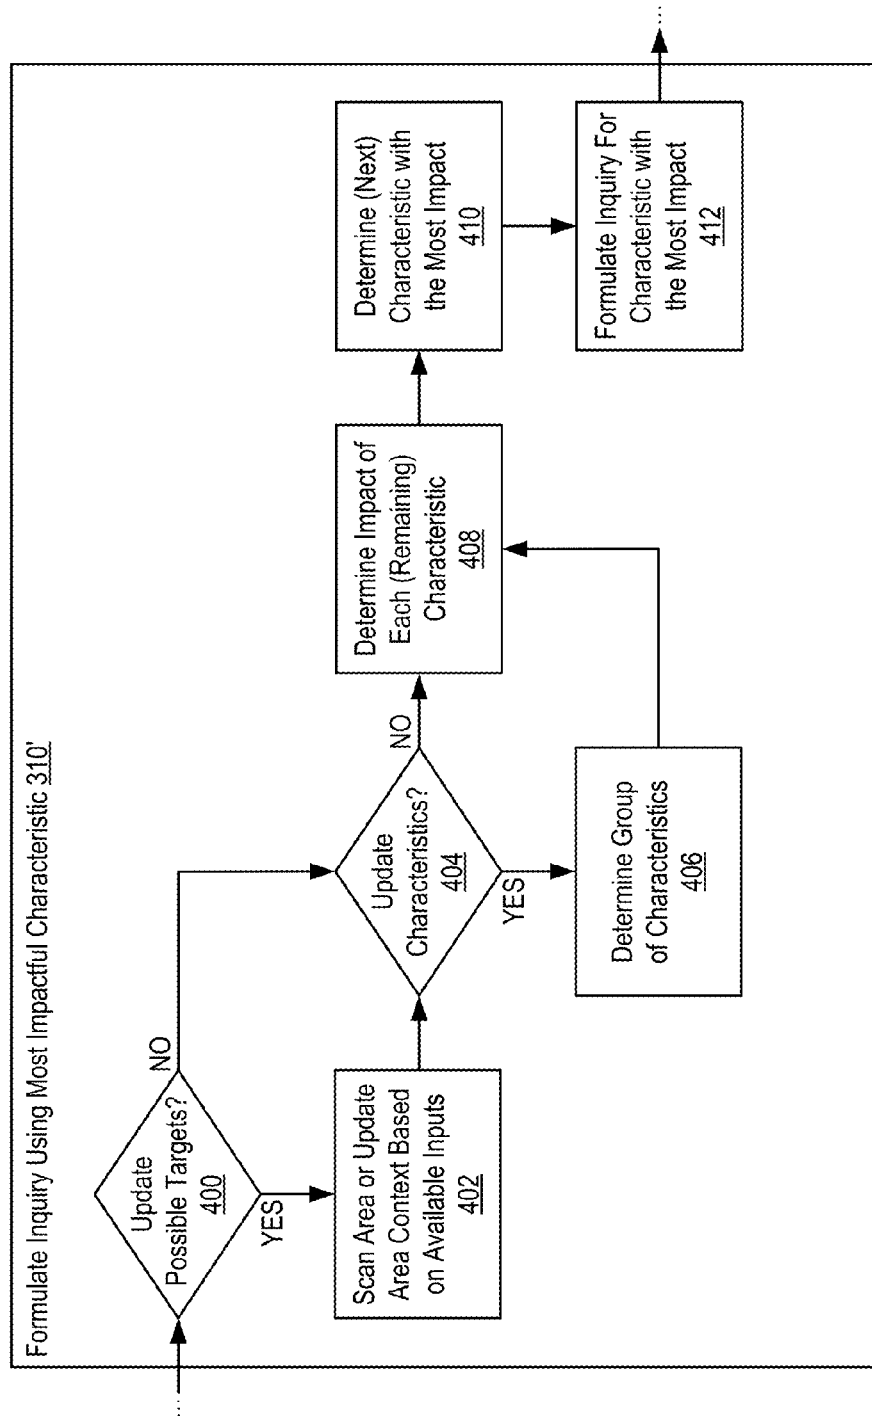 Formulate Inquiry Using Most Impactful Characteristic 310'
Update
Possible Targets?
400
NO
YES
Scan Area or Update
Area Context Based
on Available Inputs
402
Update
Characteristics?
404
NO
YES
Determine Group
of Characteristics
406
Determine Impact of
Each (Remaining)
Characteristic
408
Determine (Next)
Characteristic with
the Most Impact
410
Formulate Inquiry For
Characteristic with
the Most Impact
412